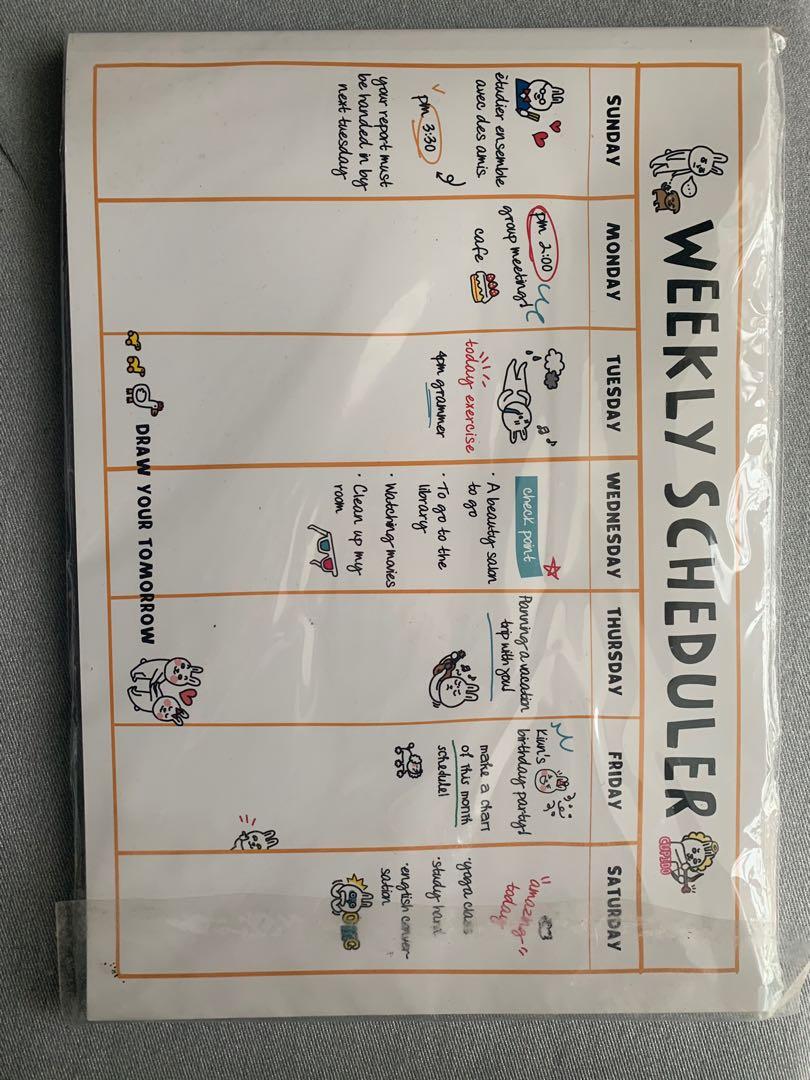 WEEKLY SCHEDULER
CUPIDO
SUNDAY
étudier ensemble
avec des amis
pm 3:30
your report must
be handed in by
next tuesday
MONDAY
pm 2:00
group meetings!
cafe
TUESDAY
today exercise
4pm grammer
WEDNESDAY
check point
· A beauty salon
to go
· To go to the
library
· Watching movies
· Clean up my
room
THURSDAY
Planning a vacation
trip with you!
FRIDAY
Kiun's
birthday party!
make a chart
of this month
schedule!
SATURDAY
amazing
today
· yoga class
· study hard
· english conver-
sation
DRAW YOUR TOMORROW